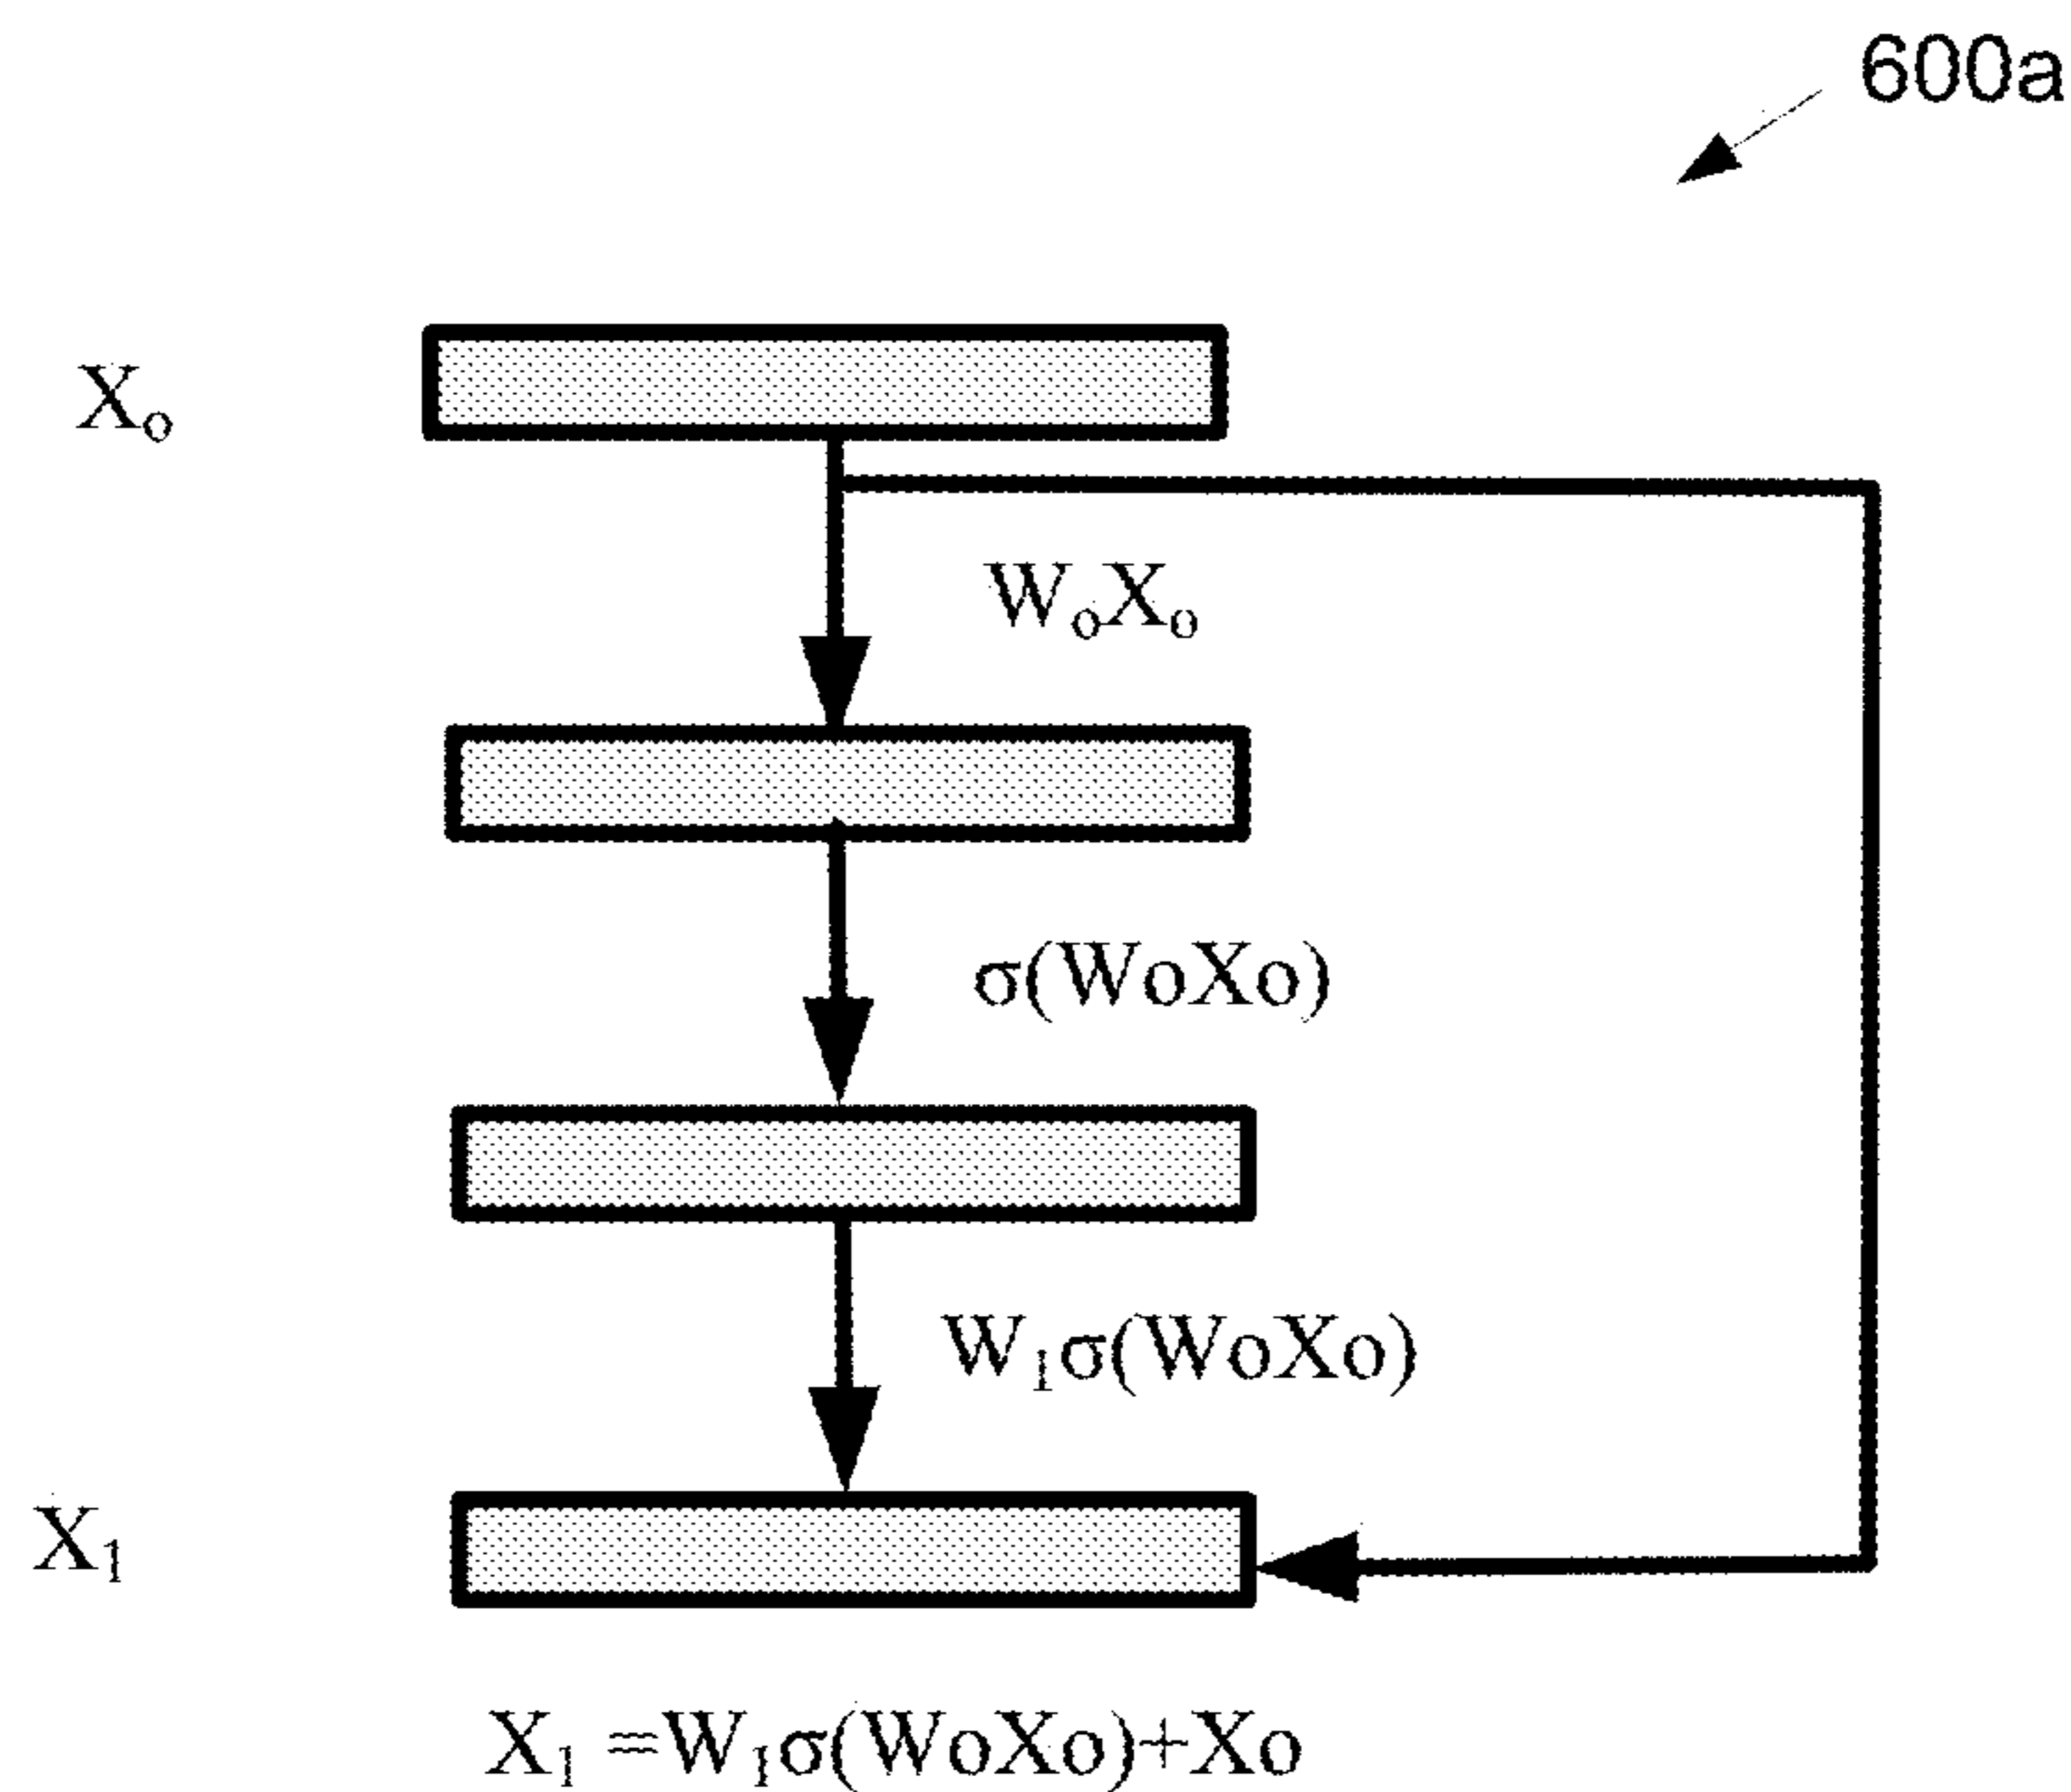 600a
Xₒ
WₒXₒ
σ(WoXo)
W₁σ(WoXo)
X₁
X₁ =W₁σ(WoXo)+Xo